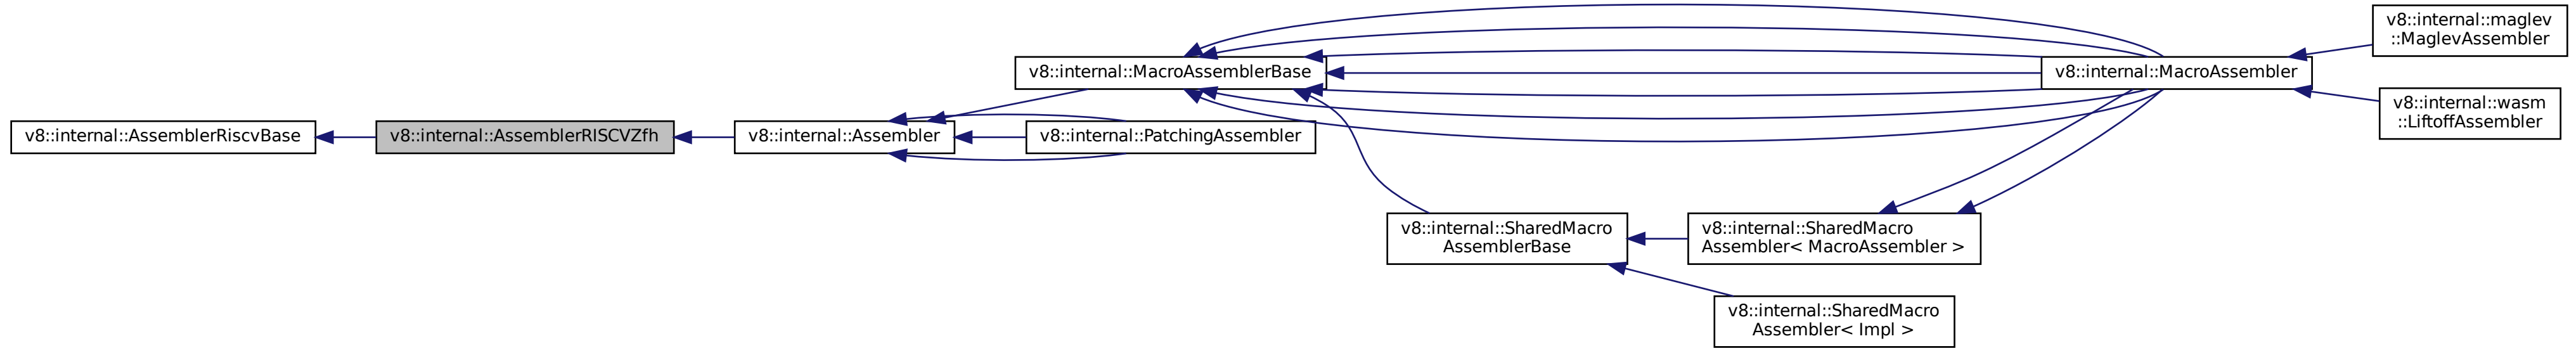 v8::internal::AssemblerRiscvBase
v8::internal::AssemblerRISCVZfh
v8::internal::Assembler
v8::internal::MacroAssemblerBase
v8::internal::PatchingAssembler
v8::internal::SharedMacro
AssemblerBase
v8::internal::SharedMacro
Assembler< MacroAssembler >
v8::internal::SharedMacro
Assembler< Impl >
v8::internal::MacroAssembler
v8::internal::maglev
::MaglevAssembler
v8::internal::wasm
::LiftoffAssembler